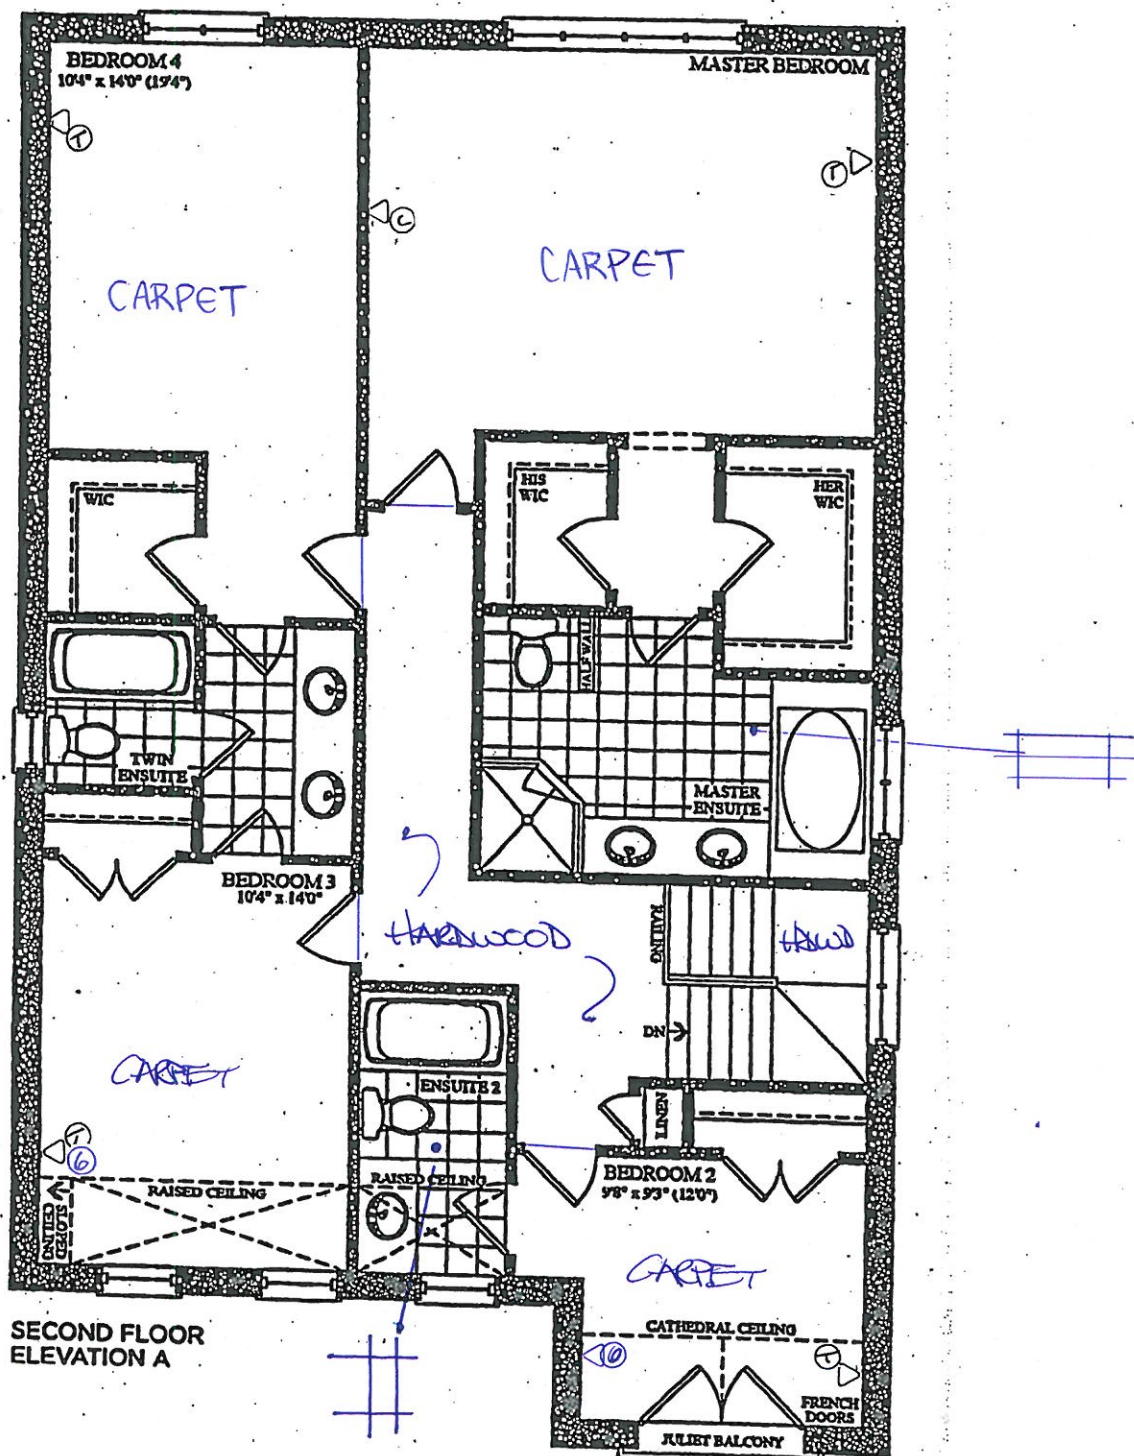 BEDROOM 4
10'4" x 14'0" (19'4")
MASTER BEDROOM
T
T
C
CARPET
CARPET
WIC
HIS
WIC
HER
WIC
HALF WALL
TWIN
ENSUITE
MASTER
ENSUITE
BEDROOM 3
10'4" x 14'0"
HARDWOOD
RAILING
HDWD
DN
CARPET
ENSUITE 2
LINEN
T
6
BEDROOM 2
9'8" x 9'3" (12'0")
RAISED CEILING
RAISED CEILING
SLOPED
CEILING
CARPET
SECOND FLOOR
ELEVATION A
CATHEDRAL CEILING
6
T
FRENCH
DOORS
JULIET BALCONY